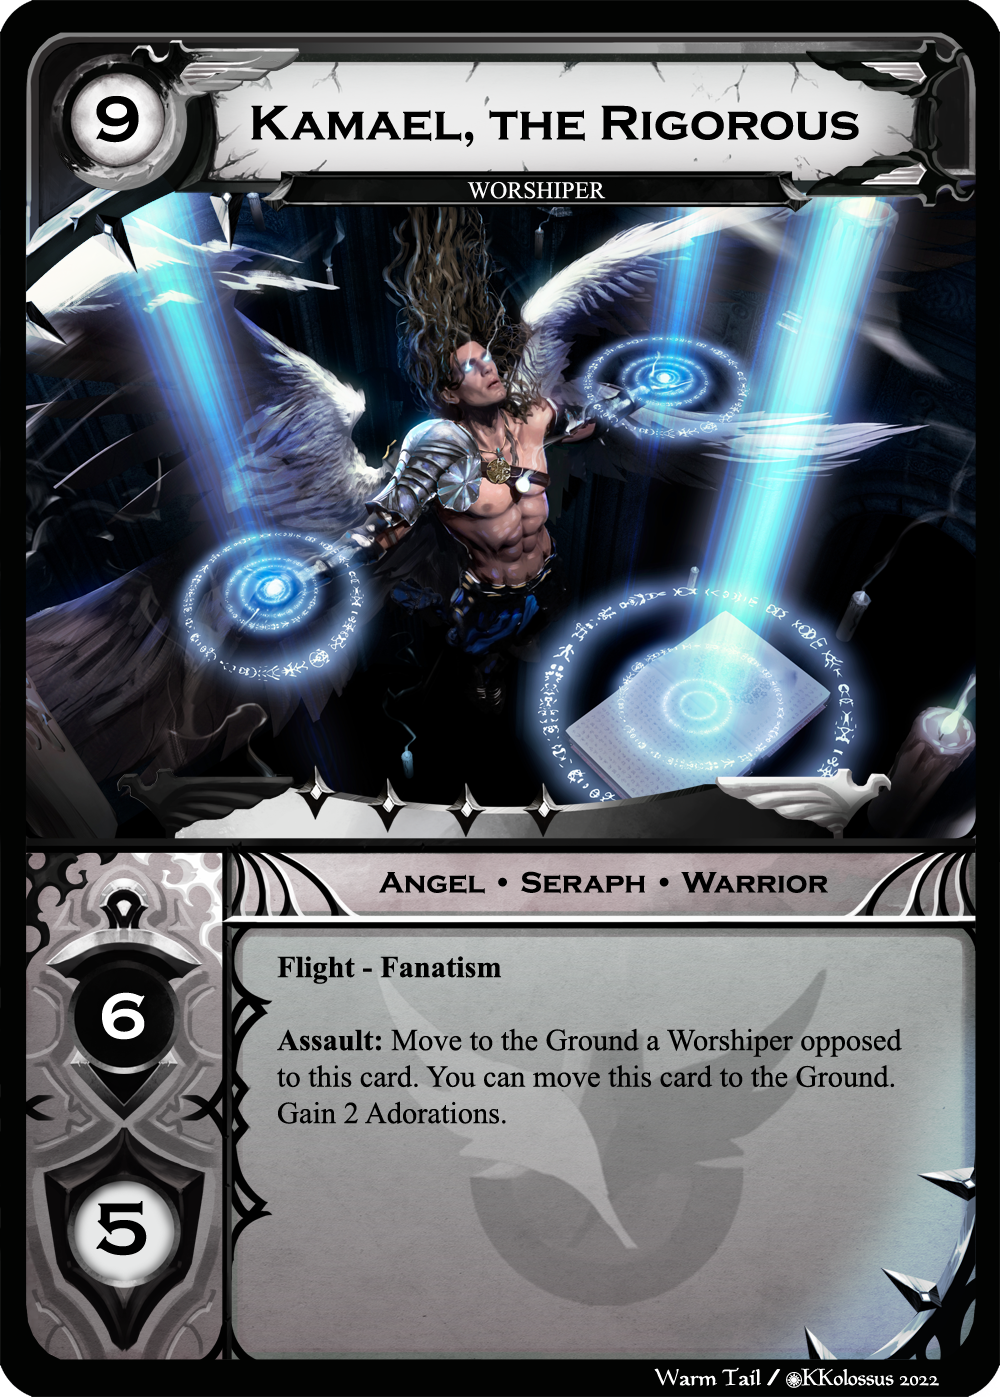 9
Kamael, the Rigorous
WORSHIPER
Angel • Seraph • Warrior
6
5
Flight - Fanatism
Assault: Move to the Ground a Worshiper opposed
to this card. You can move this card to the Ground.
Gain 2 Adorations.
Warm Tail / KKolossus 2022